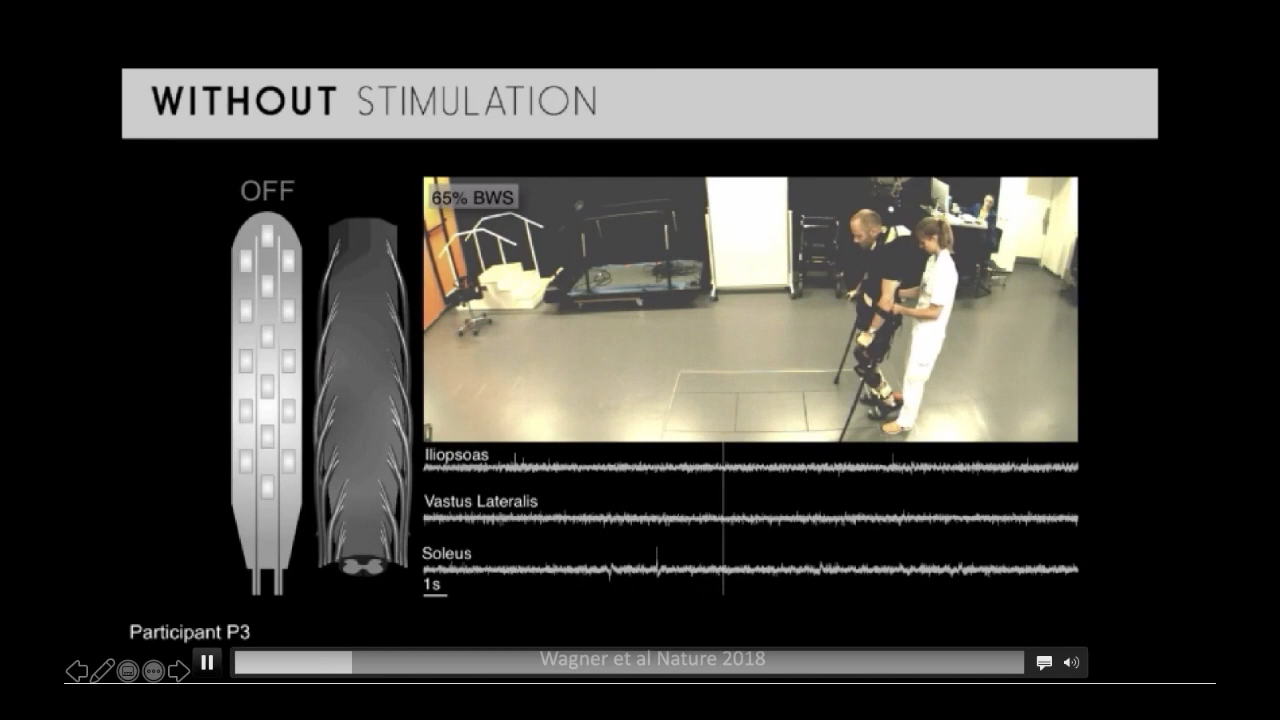 WITHOUT STIMULATION
OFF
65% BWS
Iliopsoas
Vastus Lateralis
Soleus
1s
Participant P3
Wagner et al Nature 2018